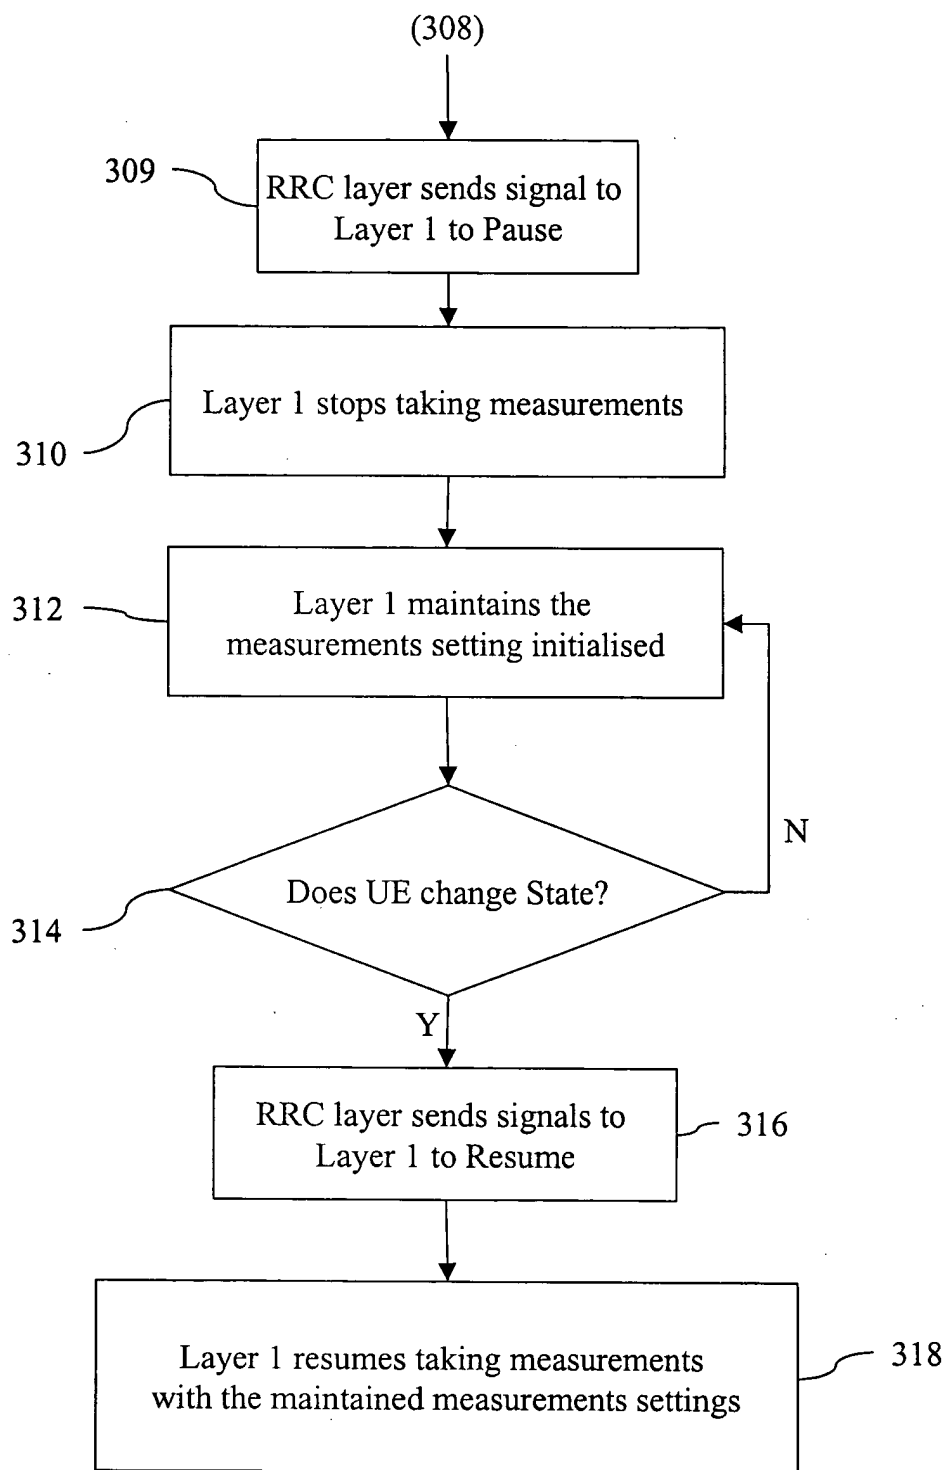 (308)
309
RRC layer sends signal to
Layer 1 to Pause
Layer 1 stops taking measurements
310
312
Layer 1 maintains the
measurements setting initialised
N
Does UE change State?
314
Y
RRC layer sends signals to
Layer 1 to Resume
316
Layer 1 resumes taking measurements
with the maintained measurements settings
318